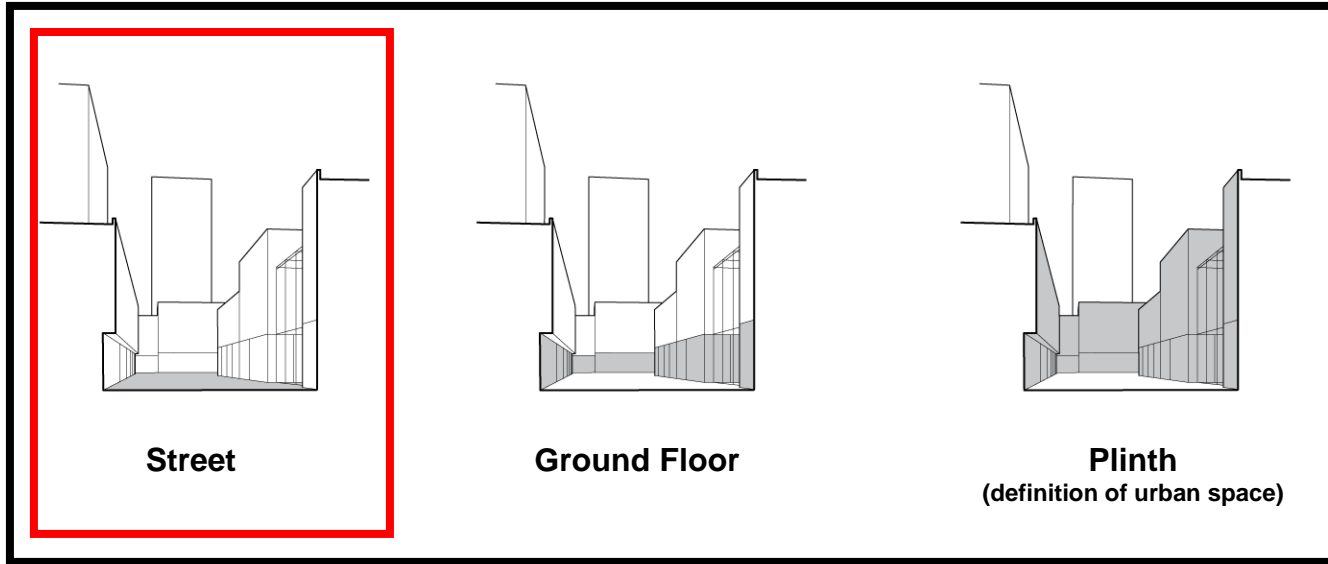 Street
Ground Floor
Plinth
(definition of urban space)